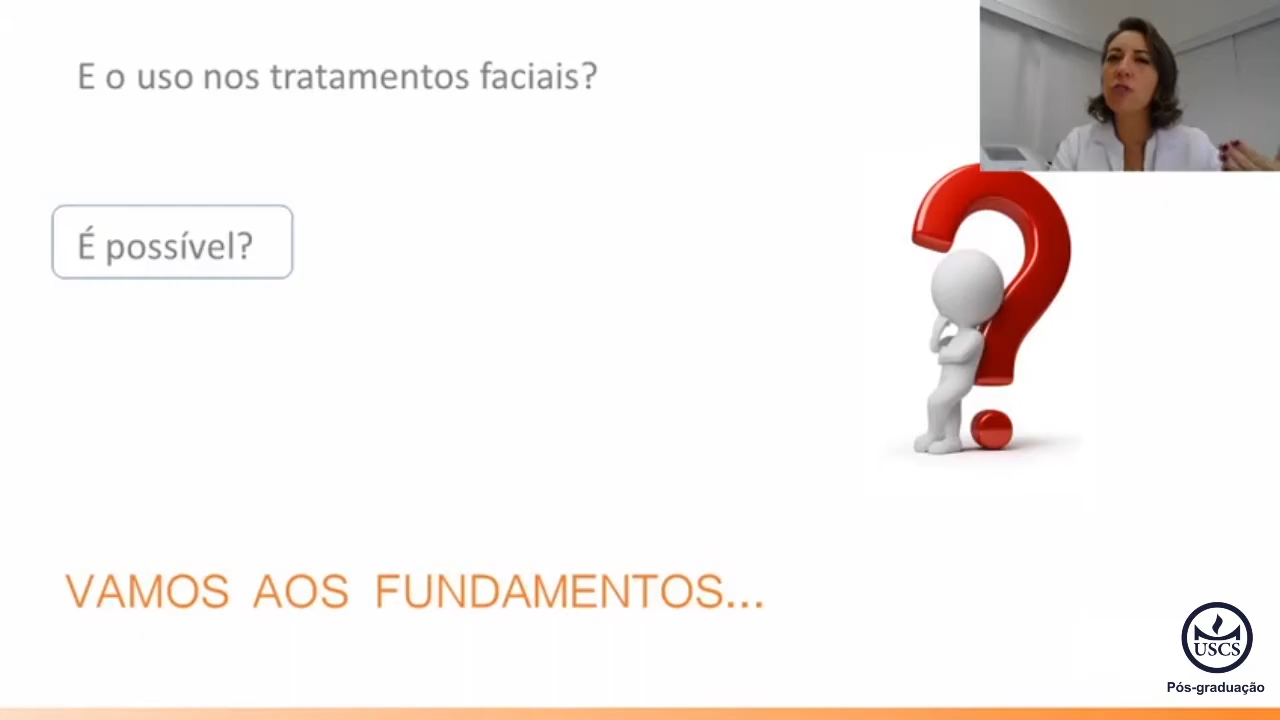 E o uso nos tratamentos faciais?
É possível?
VAMOS AOS FUNDAMENTOS...
USCS
Pós-graduação